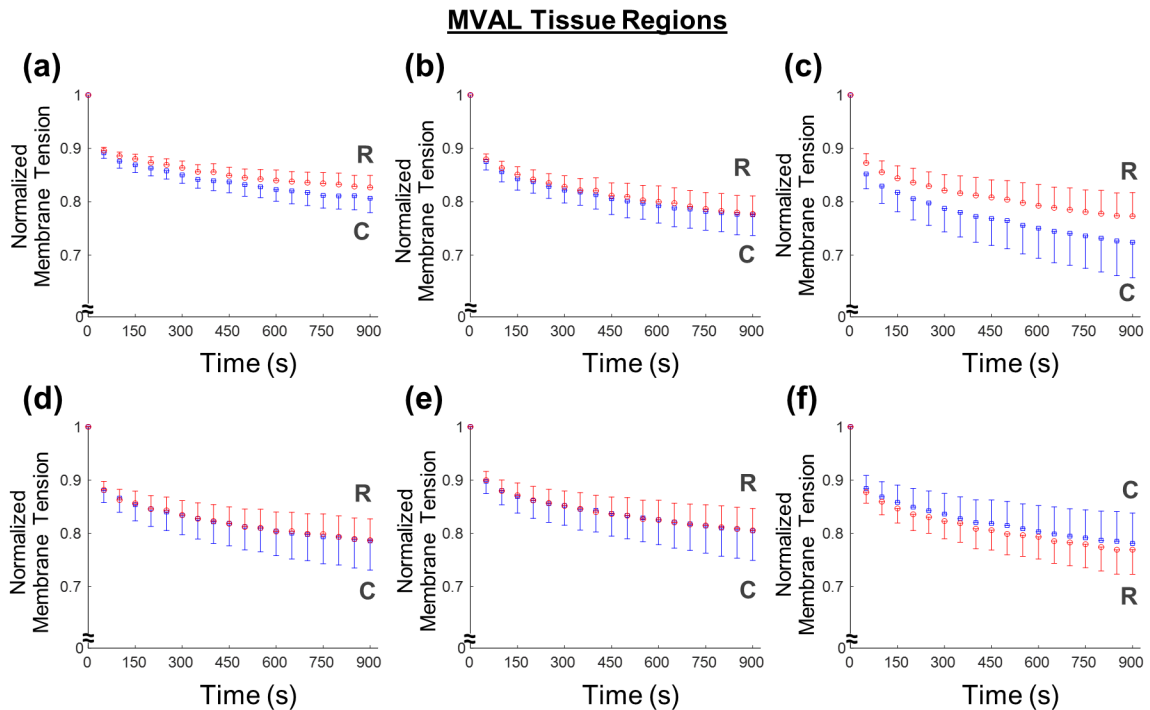 MVAL Tissue Regions
(a)
(b)
(c)
Normalized
Membrane Tension
1
0.9
0.8
0.7
0
R
C
0 150 300 450 600 750 900
Time (s)
Normalized
Membrane Tension
1
0.9
0.8
0.7
0
R
C
0 150 300 450 600 750 900
Time (s)
Normalized
Membrane Tension
1
0.9
0.8
0.7
0
R
C
0 150 300 450 600 750 900
Time (s)
(d)
(e)
(f)
Normalized
Membrane Tension
1
0.9
0.8
0.7
0
R
C
0 150 300 450 600 750 900
Time (s)
Normalized
Membrane Tension
1
0.9
0.8
0.7
0
R
C
0 150 300 450 600 750 900
Time (s)
Normalized
Membrane Tension
1
0.9
0.8
0.7
0
C
R
0 150 300 450 600 750 900
Time (s)